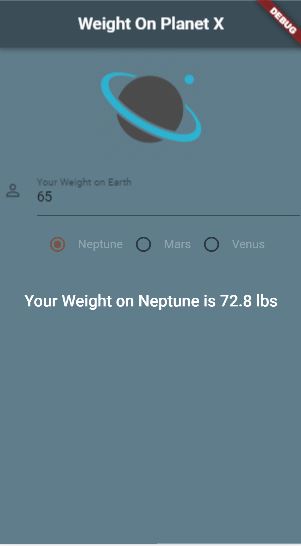 Weight On Planet X
DEBUG
Your Weight on Earth
65
Neptune Mars Venus
Your Weight on Neptune is 72.8 lbs